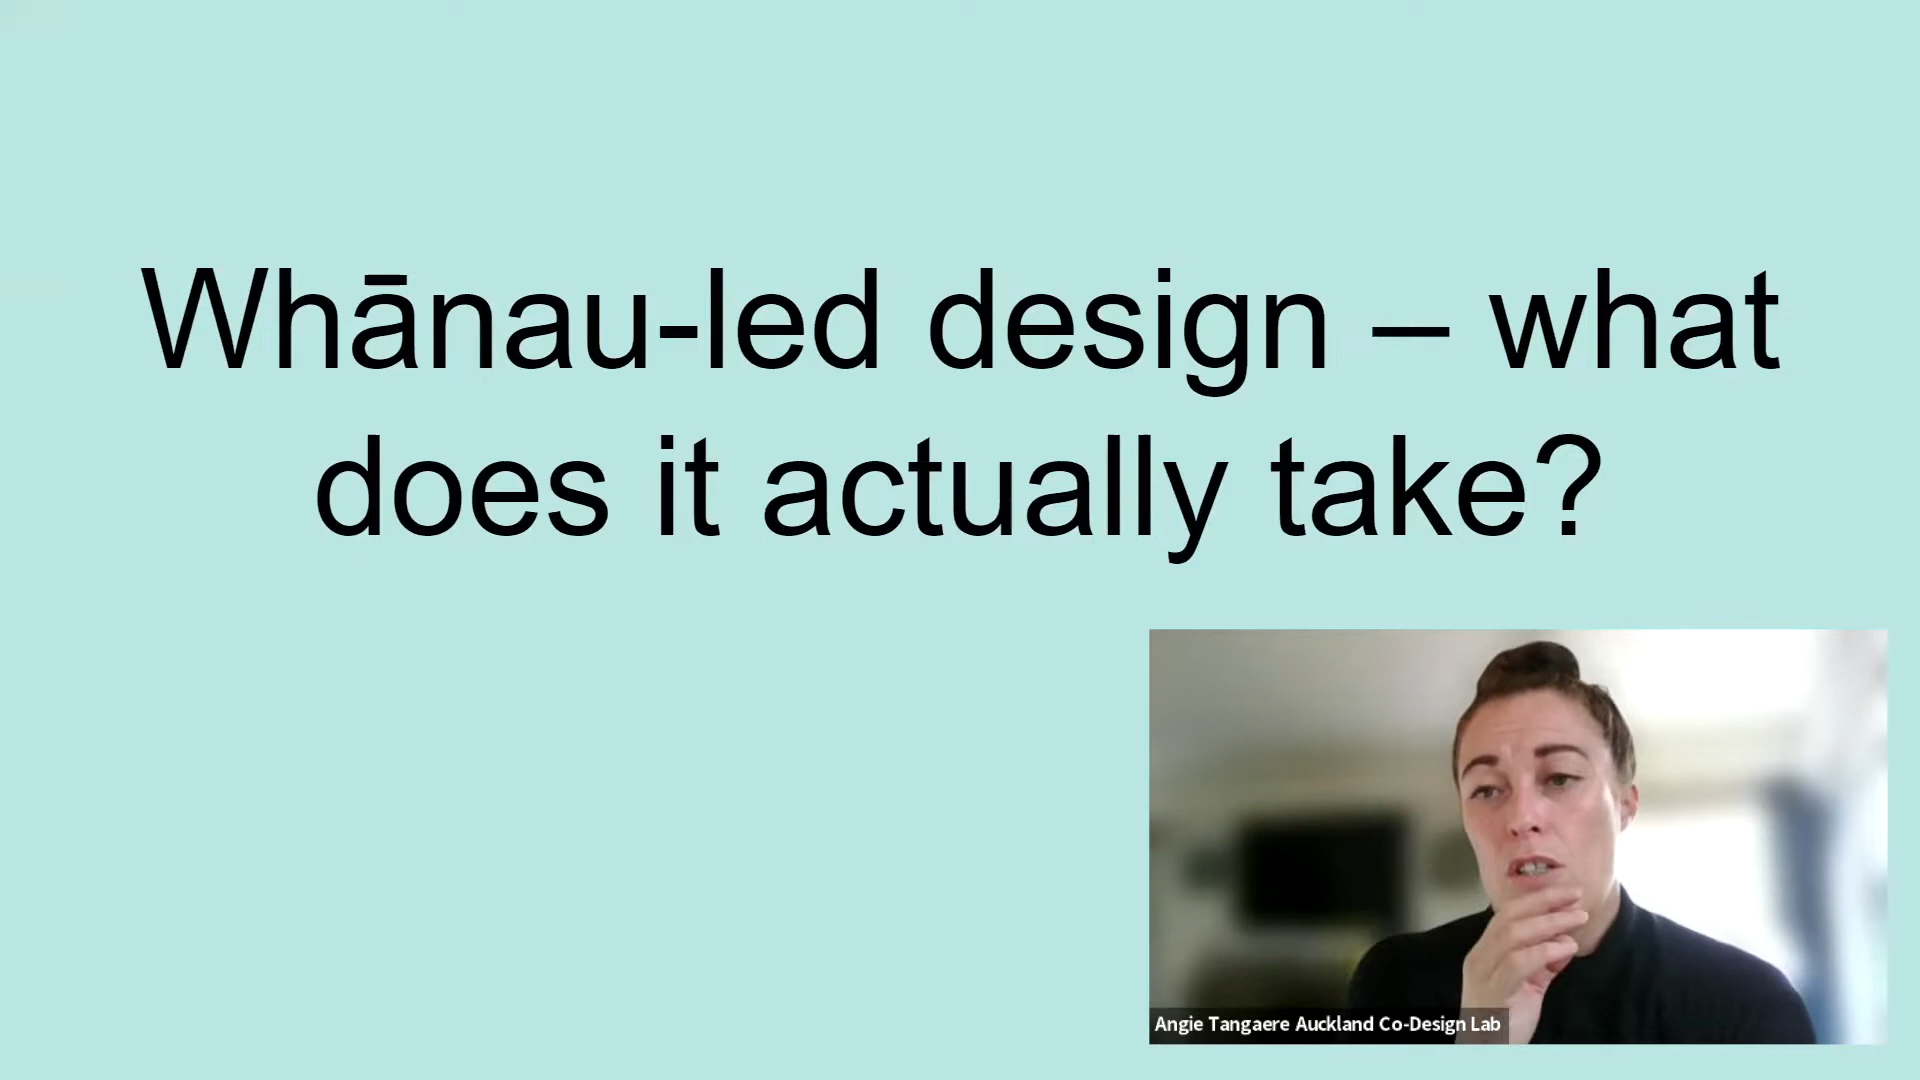 Whānau-led design – what
does it actually take?
Angie Tangaere Auckland Co-Design Lab